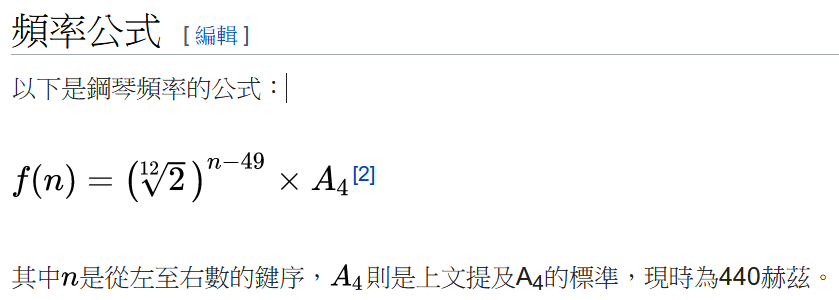 頻率公式 [編輯]
以下是鋼琴頻率的公式：
f(n) = (¹²√2)ⁿ⁻⁴⁹ × A₄[2]
其中n是從左至右數的鍵序，A₄則是上文提及A₄的標準，現時為440赫茲。